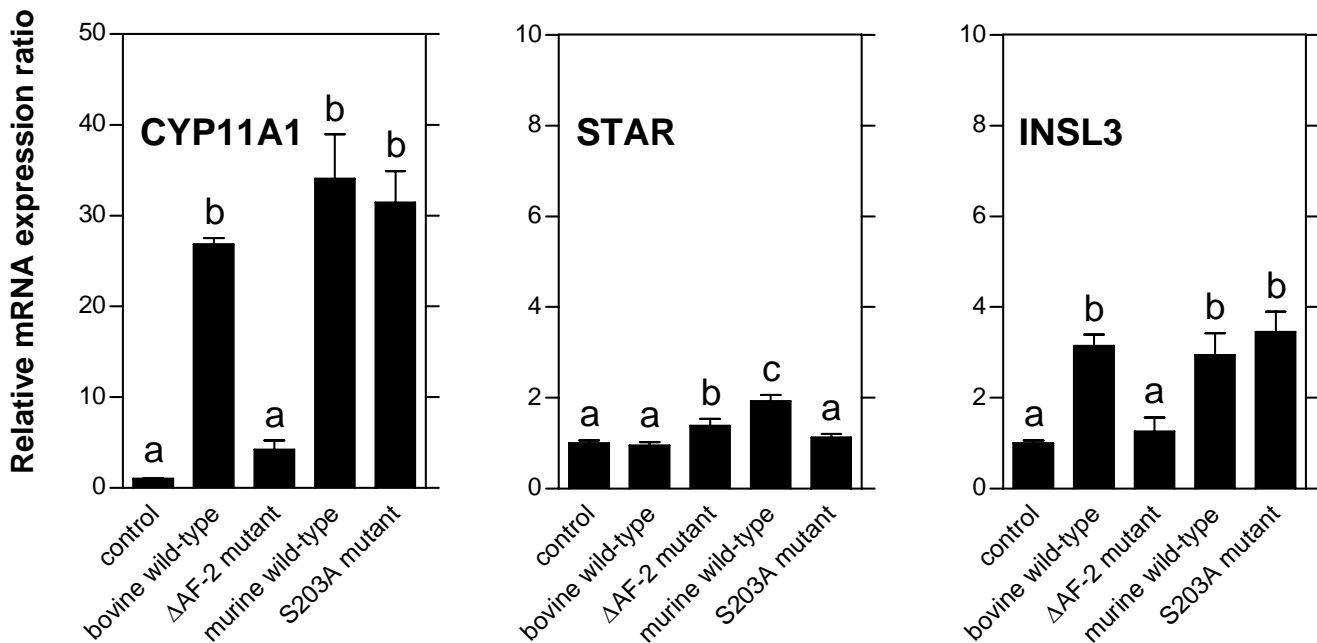 Relative mRNA expression ratio
50
40
30
20
10
0
CYP11A1
a
b
a
b
b
control
bovine wild-type
ΔAF-2 mutant
murine wild-type
S203A mutant
10
8
6
4
2
0
STAR
a
a
b
c
a
control
bovine wild-type
ΔAF-2 mutant
murine wild-type
S203A mutant
10
8
6
4
2
0
INSL3
a
b
a
b
b
control
bovine wild-type
ΔAF-2 mutant
murine wild-type
S203A mutant